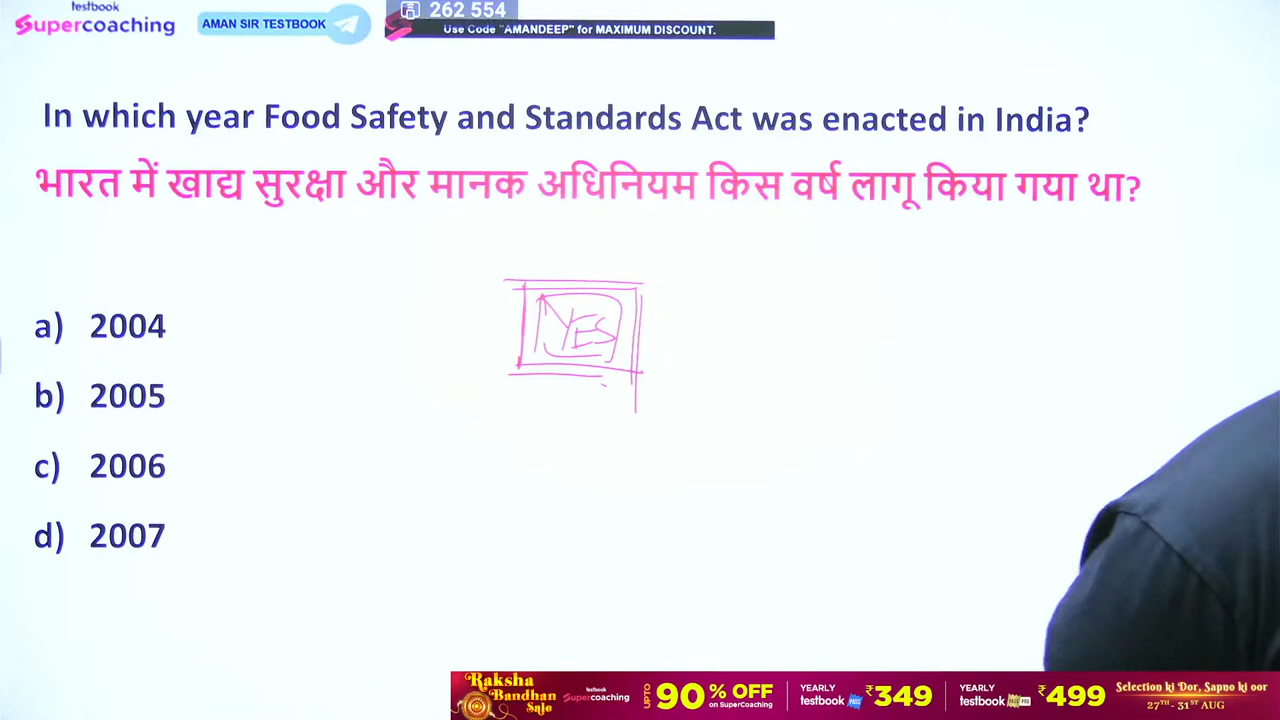 testbook
Supercoaching
AMAN SIR TESTBOOK
262 554
Use Code "AMANDEEP" for MAXIMUM DISCOUNT.
In which year Food Safety and Standards Act was enacted in India?
भारत में खाद्य सुरक्षा और मानक अधिनियम किस वर्ष लागू किया गया था?
YES
a) 2004
b) 2005
c) 2006
d) 2007
Raksha Bandhan Sale
testbook Supercoaching
UPTO 90% OFF on SuperCoaching
YEARLY testbook PASS ₹349
YEARLY testbook PASS PRO ₹499
Selection ki Dor, Sapno ki oor
27TH - 31ST AUG